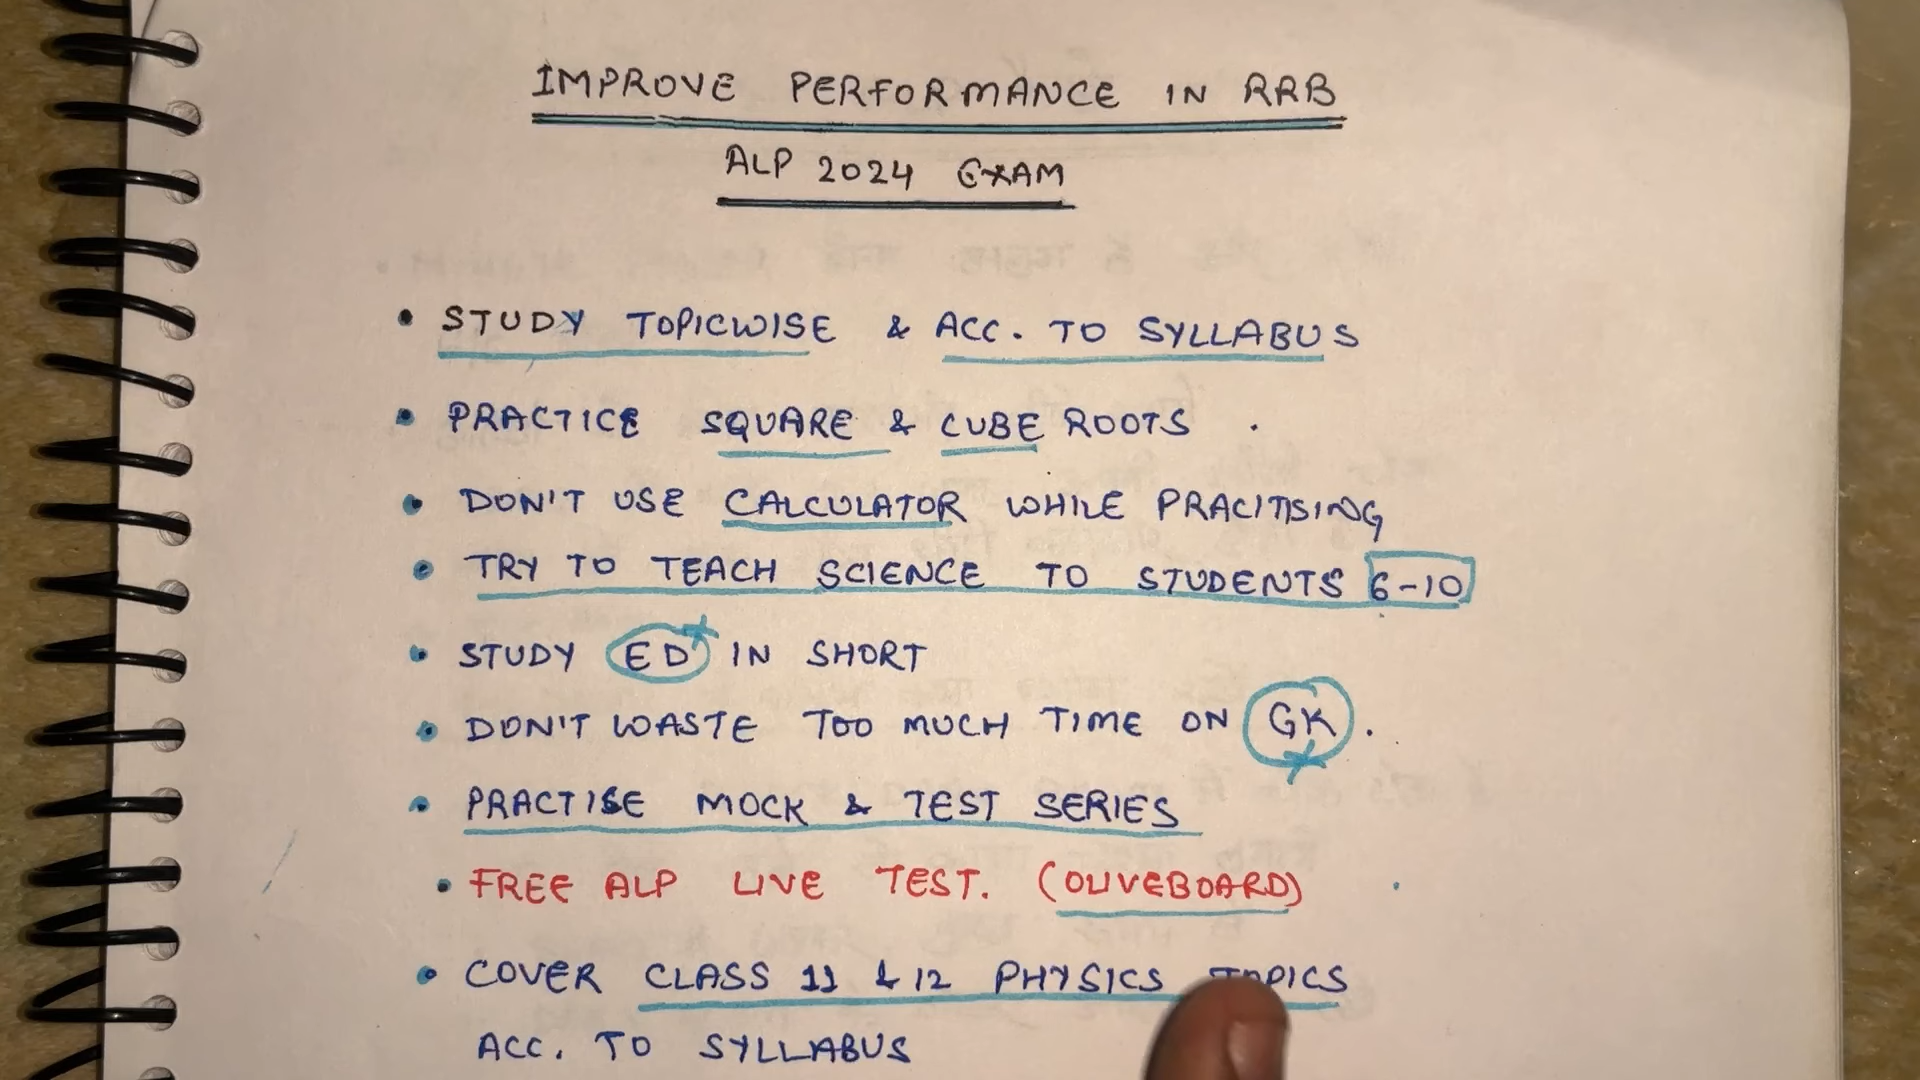 IMPROVE PERFORMANCE IN RRB
ALP 2024 EXAM
• STUDY TOPICWISE & ACC. TO SYLLABUS
• PRACTICE SQUARE & CUBE ROOTS .
• DON'T USE CALCULATOR WHILE PRACITISING
• TRY TO TEACH SCIENCE TO STUDENTS 6-10
• STUDY ED IN SHORT
• DON'T WASTE TOO MUCH TIME ON GK .
• PRACTISE MOCK & TEST SERIES
• FREE ALP LIVE TEST. (OLIVEBOARD)
• COVER CLASS 11 & 12 PHYSICS TOPICS
ACC. TO SYLLABUS